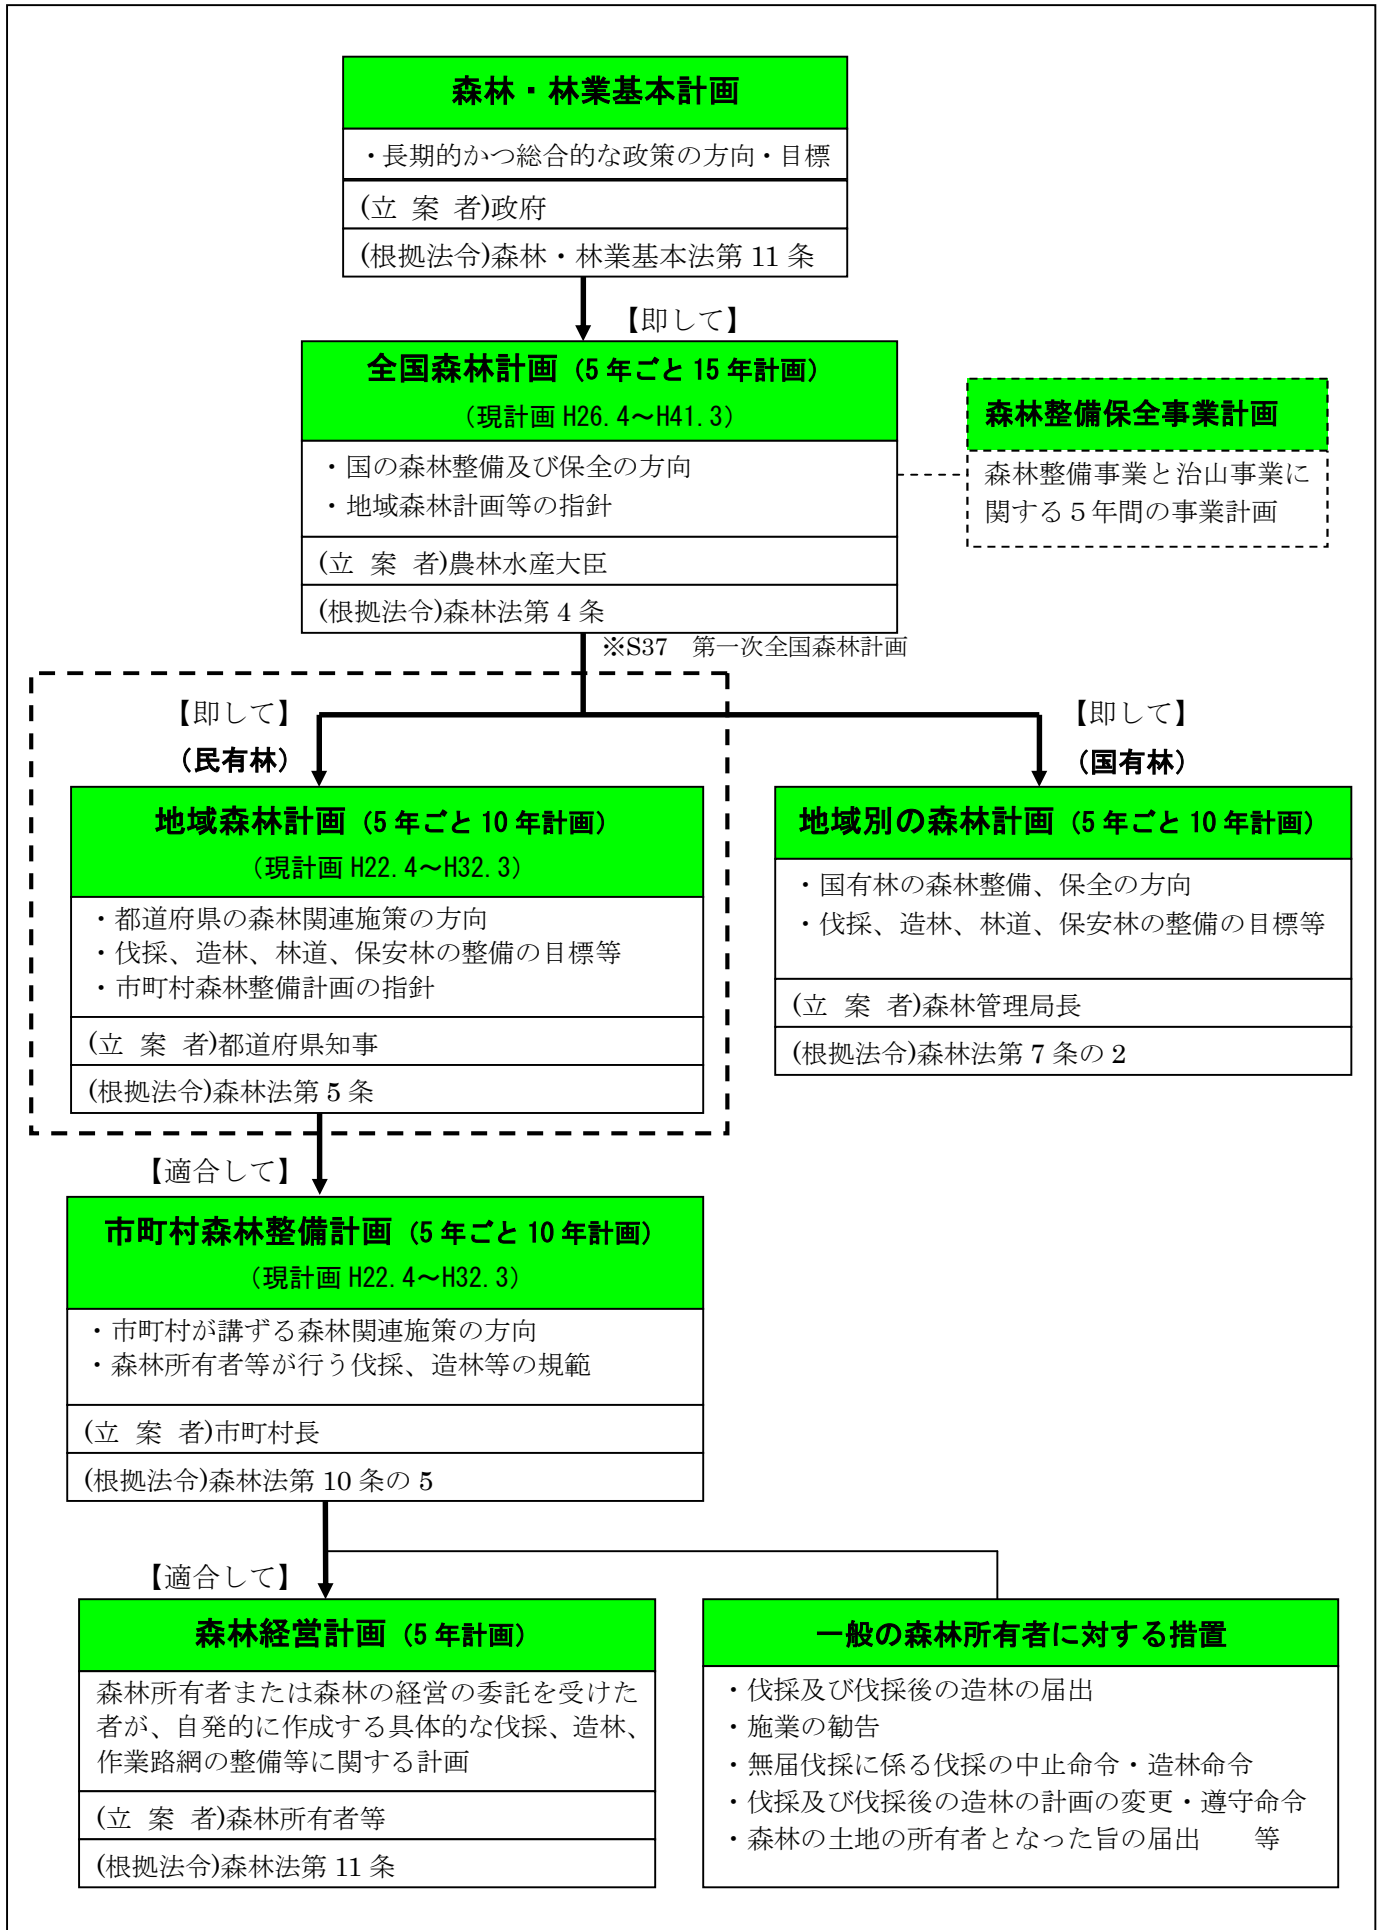 森林・林業基本計画
・長期的かつ総合的な政策の方向・目標
(立 案 者)政府
(根拠法令)森林・林業基本法第 11 条
【即して】
全国森林計画（5 年ごと 15 年計画）
（現計画 H26.4～H41.3）
・国の森林整備及び保全の方向
・地域森林計画等の指針
(立 案 者)農林水産大臣
(根拠法令)森林法第 4 条
森林整備保全事業計画
森林整備事業と治山事業に
関する５年間の事業計画
※S37　第一次全国森林計画
【即して】
（民有林）
地域森林計画（5 年ごと 10 年計画）
（現計画 H22.4～H32.3）
・都道府県の森林関連施策の方向
・伐採、造林、林道、保安林の整備の目標等
・市町村森林整備計画の指針
(立 案 者)都道府県知事
(根拠法令)森林法第 5 条
【即して】
（国有林）
地域別の森林計画（5 年ごと 10 年計画）
・国有林の森林整備、保全の方向
・伐採、造林、林道、保安林の整備の目標等
(立 案 者)森林管理局長
(根拠法令)森林法第 7 条の 2
【適合して】
市町村森林整備計画（5 年ごと 10 年計画）
（現計画 H22.4～H32.3）
・市町村が講ずる森林関連施策の方向
・森林所有者等が行う伐採、造林等の規範
(立 案 者)市町村長
(根拠法令)森林法第 10 条の 5
【適合して】
森林経営計画（5 年計画）
森林所有者または森林の経営の委託を受けた
者が、自発的に作成する具体的な伐採、造林、
作業路網の整備等に関する計画
(立 案 者)森林所有者等
(根拠法令)森林法第 11 条
一般の森林所有者に対する措置
・伐採及び伐採後の造林の届出
・施業の勧告
・無届伐採に係る伐採の中止命令・造林命令
・伐採及び伐採後の造林の計画の変更・遵守命令
・森林の土地の所有者となった旨の届出　　等